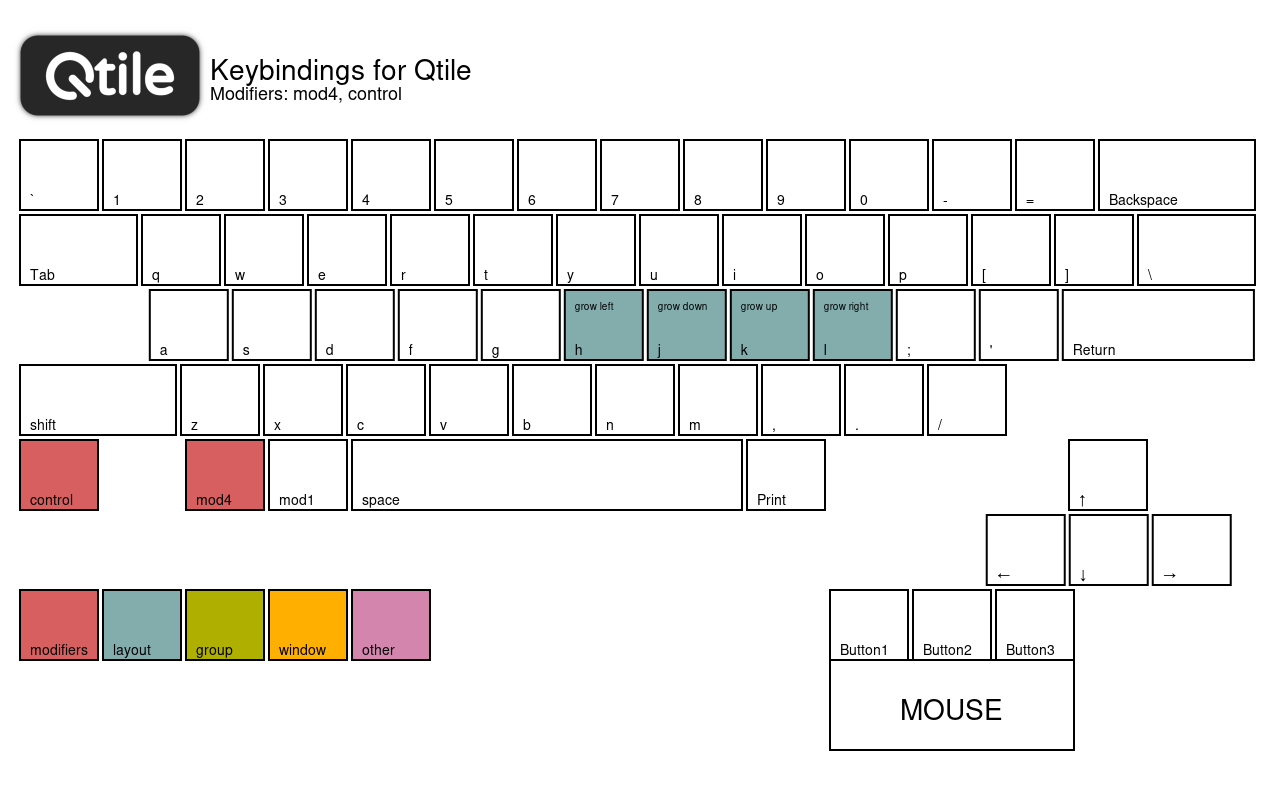 Qtile
Keybindings for Qtile
Modifiers: mod4, control
` 1 2 3 4 5 6 7 8 9 0 - = Backspace
Tab q w e r t y u i o p [ ] \
grow left grow down grow up grow right
a s d f g h j k l ; ' Return
shift z x c v b n m , . /
control mod4 mod1 space Print ↑
← ↓ →
modifiers layout group window other Button1 Button2 Button3
MOUSE